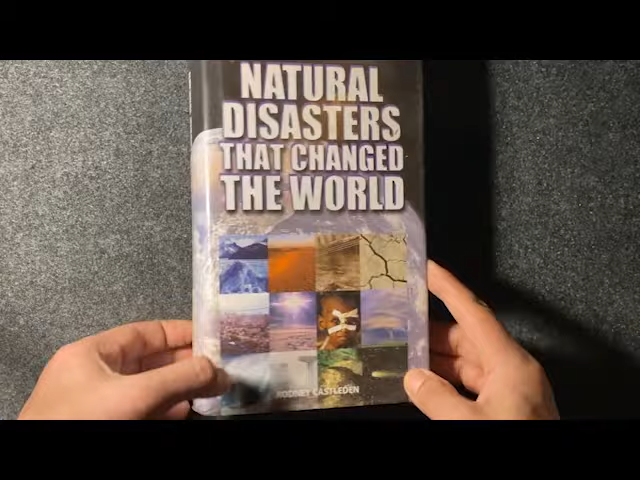 NATURAL
DISASTERS
THAT CHANGED
THE WORLD
RODNEY CASTLEDEN